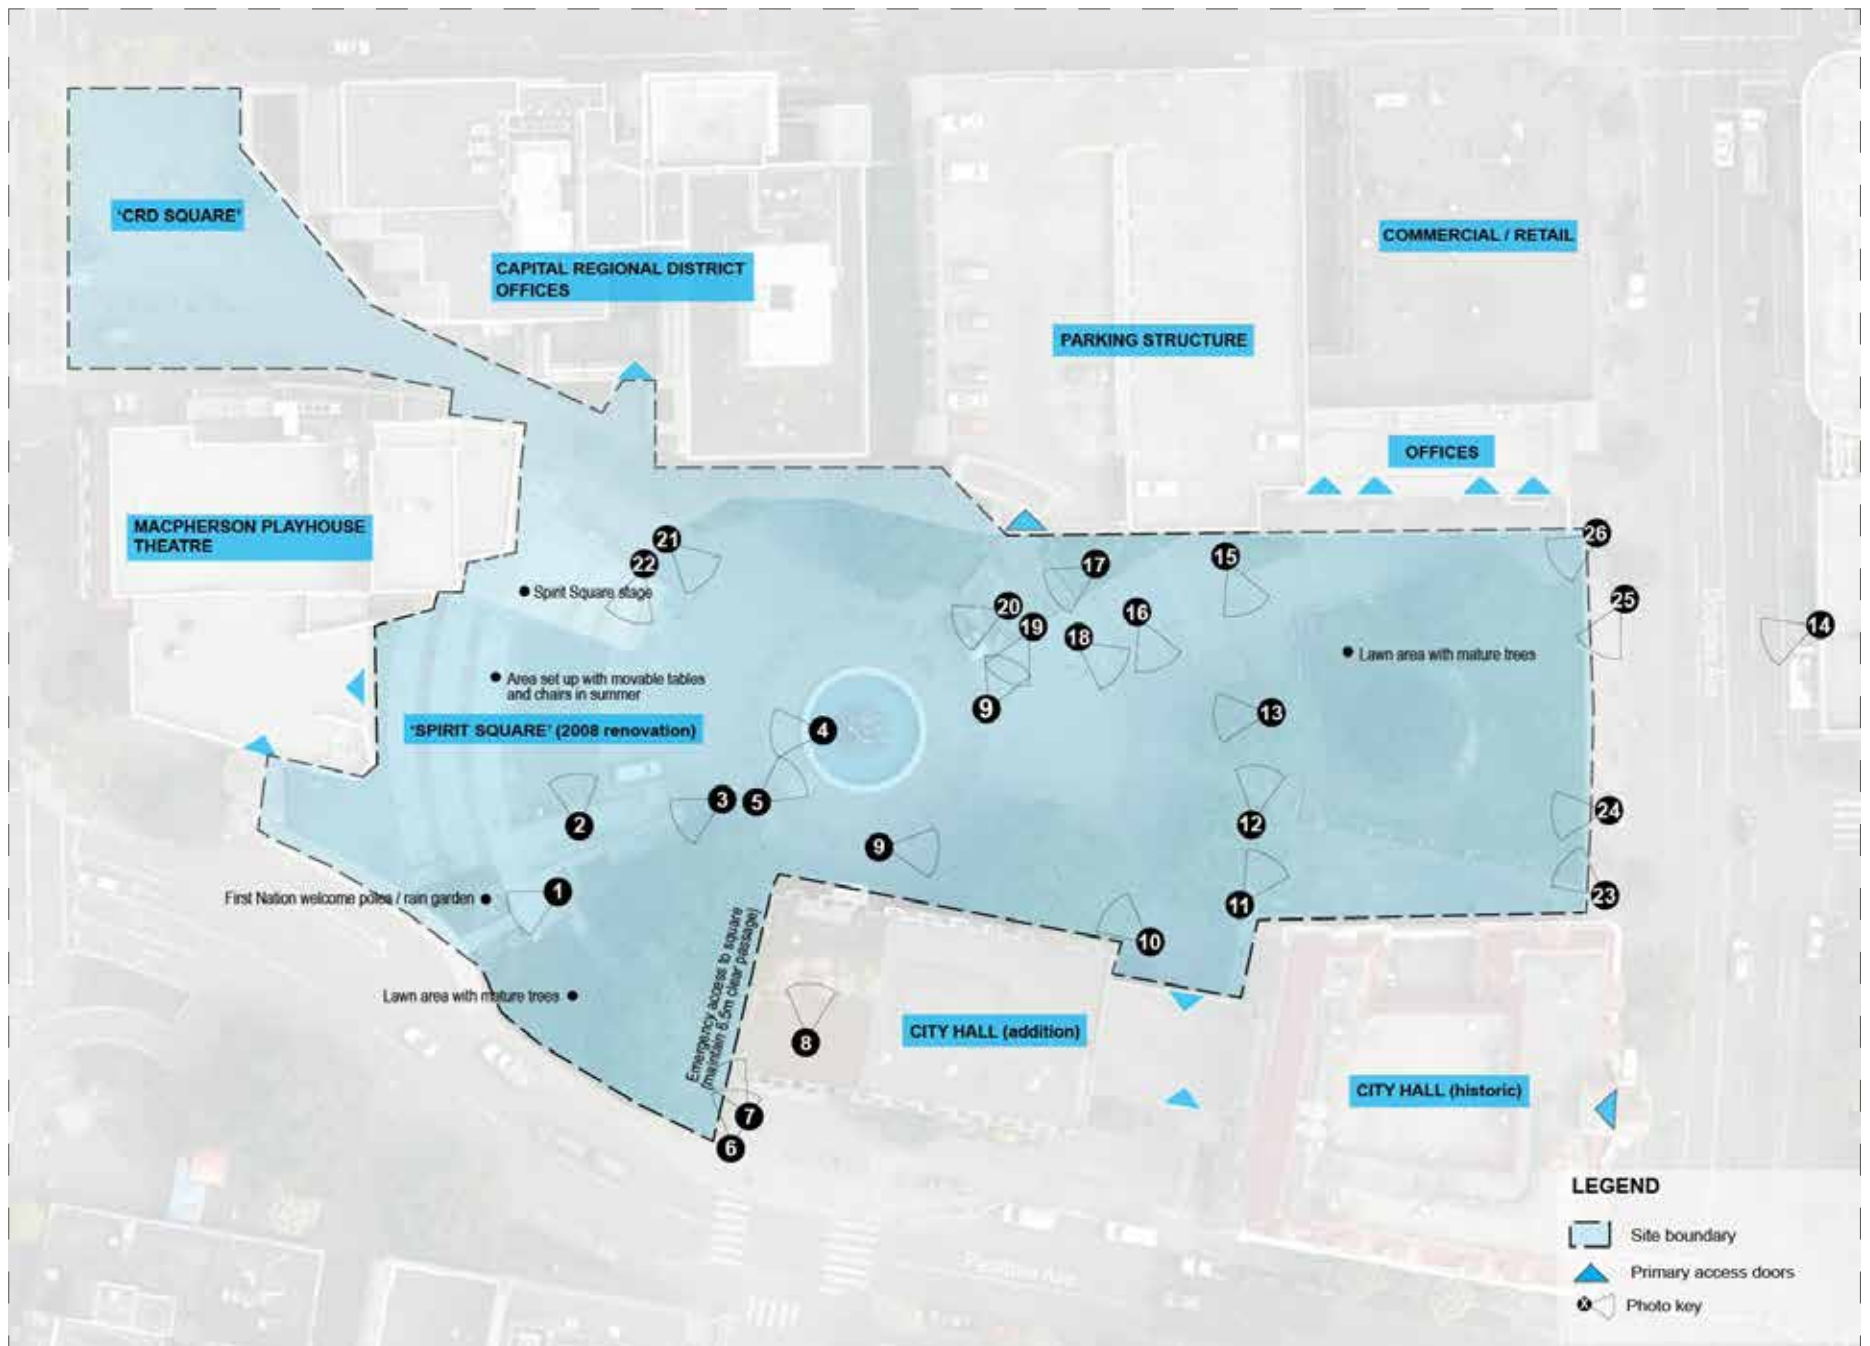 'CRD SQUARE'
CAPITAL REGIONAL DISTRICT
OFFICES
COMMERCIAL / RETAIL
PARKING STRUCTURE
OFFICES
MACPHERSON PLAYHOUSE
THEATRE
21
22
Spirit Square stage
17
15
26
20
19
16
18
25
14
Lawn area with mature trees
Area set up with movable tables
and chairs in summer
'SPIRIT SQUARE' (2008 renovation)
4
9
13
3
5
2
12
24
9
1
First Nation welcome poles / rain garden
11
23
10
Lawn area with mature trees
Emergency access to square
(maintain 6.5m clear passage)
8
CITY HALL (addition)
CITY HALL (historic)
7
6
LEGEND
Site boundary
Primary access doors
X
Photo key